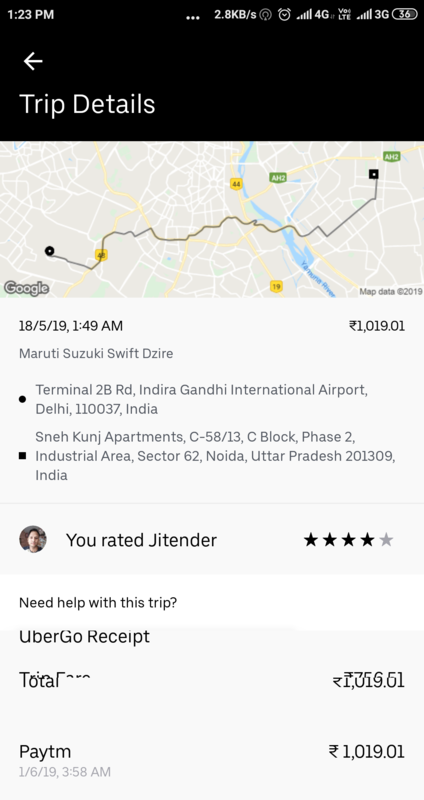 1:23 PM
... 2.8KB/s 4G Vo) LTE 3G 36
Trip Details
AH2
44
AH2
48
19
Yamuna River
Google
Map data ©2019
18/5/19, 1:49 AM ₹1,019.01
Maruti Suzuki Swift Dzire
Terminal 2B Rd, Indira Gandhi International Airport,
Delhi, 110037, India
Sneh Kunj Apartments, C-58/13, C Block, Phase 2,
Industrial Area, Sector 62, Noida, Uttar Pradesh 201309,
India
You rated Jitender
Need help with this trip?
UberGo Receipt
Total ₹1,019.01
Paytm ₹ 1,019.01
1/6/19, 3:58 AM